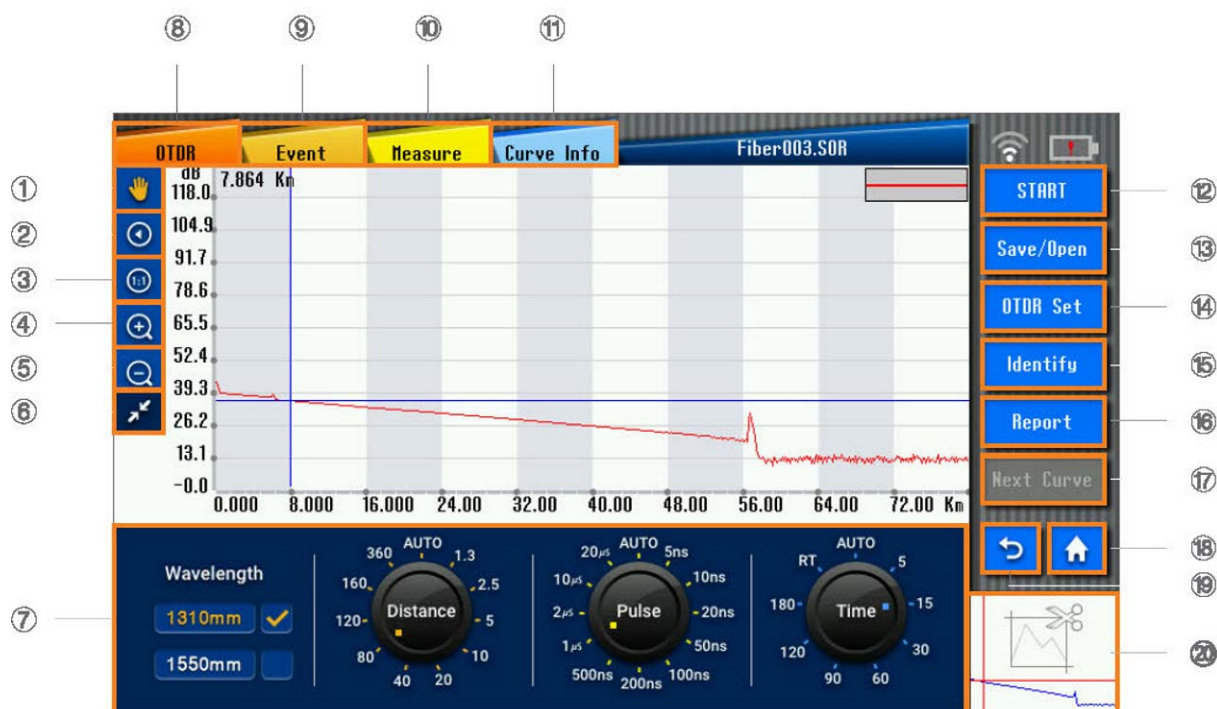 ⑧ ⑨ ⑩ ⑪
OTDR Event Measure Curve Info Fiber003.SOR
① ② ③ ④ ⑤ ⑥ ⑦
1:1
dB 7.864 Km
118.0
104.9
91.7
78.6
65.5
52.4
39.3
26.2
13.1
-0.0
0.000 8.000 16.000 24.00 32.00 40.00 48.00 56.00 64.00 72.00 Km
START ⑫
Save/Open ⑬
OTDR Set ⑭
Identify ⑮
Report ⑯
Next Curve ⑰
⑱
⑲
⑳
Wavelength
1310mm
1550mm
Distance
AUTO 1.3 2.5 5 10 20 40 80 120 160 360
Pulse
AUTO 5ns 10ns 20ns 50ns 100ns 200ns 500ns 1µs 2µs 10µs 20µs
Time
AUTO 5 15 30 60 90 120 180 RT